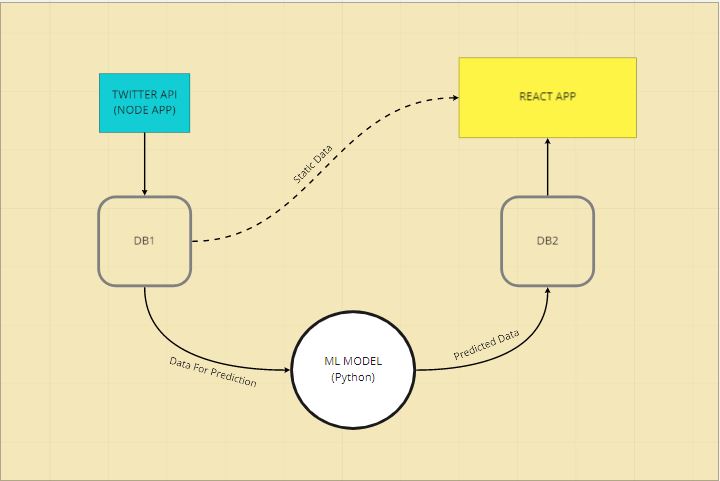 TWITTER API
(NODE APP)
REACT APP
Static Data
DB1
DB2
ML MODEL
(Python)
Data For Prediction
Predicted Data